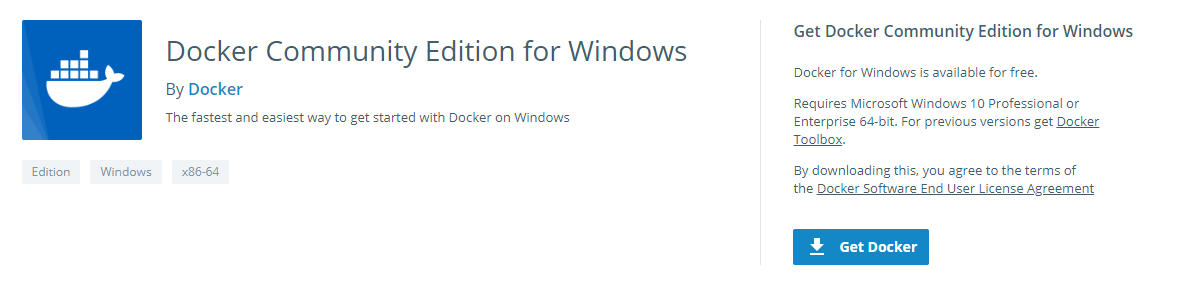 Docker Community Edition for Windows
By Docker
The fastest and easiest way to get started with Docker on Windows
Edition
Windows
x86-64
Get Docker Community Edition for Windows
Docker for Windows is available for free.
Requires Microsoft Windows 10 Professional or
Enterprise 64-bit. For previous versions get Docker
Toolbox.
By downloading this, you agree to the terms of
the Docker Software End User License Agreement
Get Docker